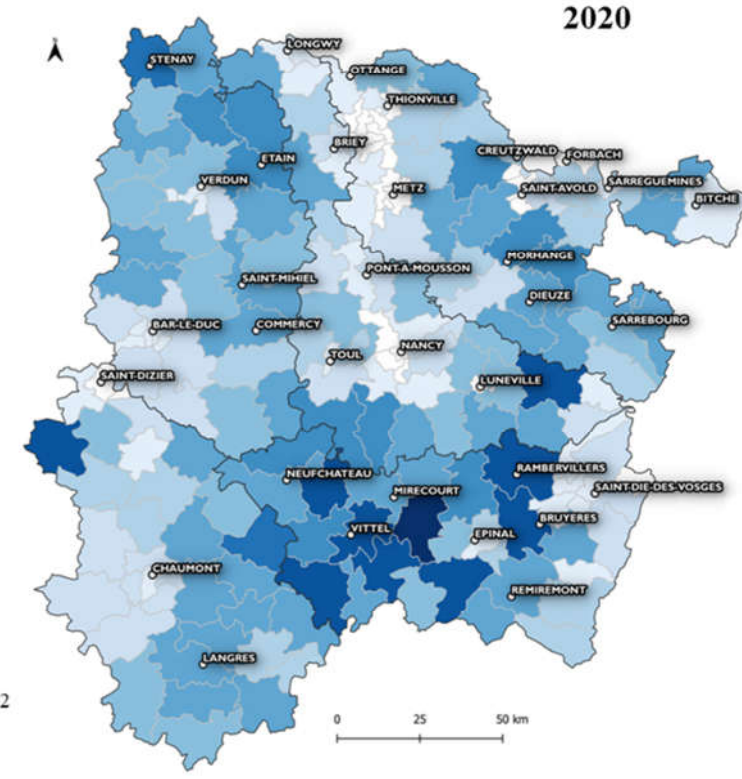 2020
LONGWY
STENAY
OTTANGE
THIONVILLE
BRIEY
CREUTZWALD
FORBACH
ETAIN
VERDUN
METZ
SAINT-AVOLD
SARREGUEMINES
BITCHE
MORHANGE
PONT-A-MOUSSON
SAINT-MIHIEL
DIEUZE
BAR-LE-DUC
COMMERCY
SARREBOURG
TOUL
NANCY
SAINT-DIZIER
LUNEVILLE
NEUFCHATEAU
RAMBERVILLERS
MIRECOURT
SAINT-DIE-DES-VOSGES
VITTEL
EPINAL
BRUYERES
CHAUMONT
REMIREMONT
LANGRES
2
0 25 50 km